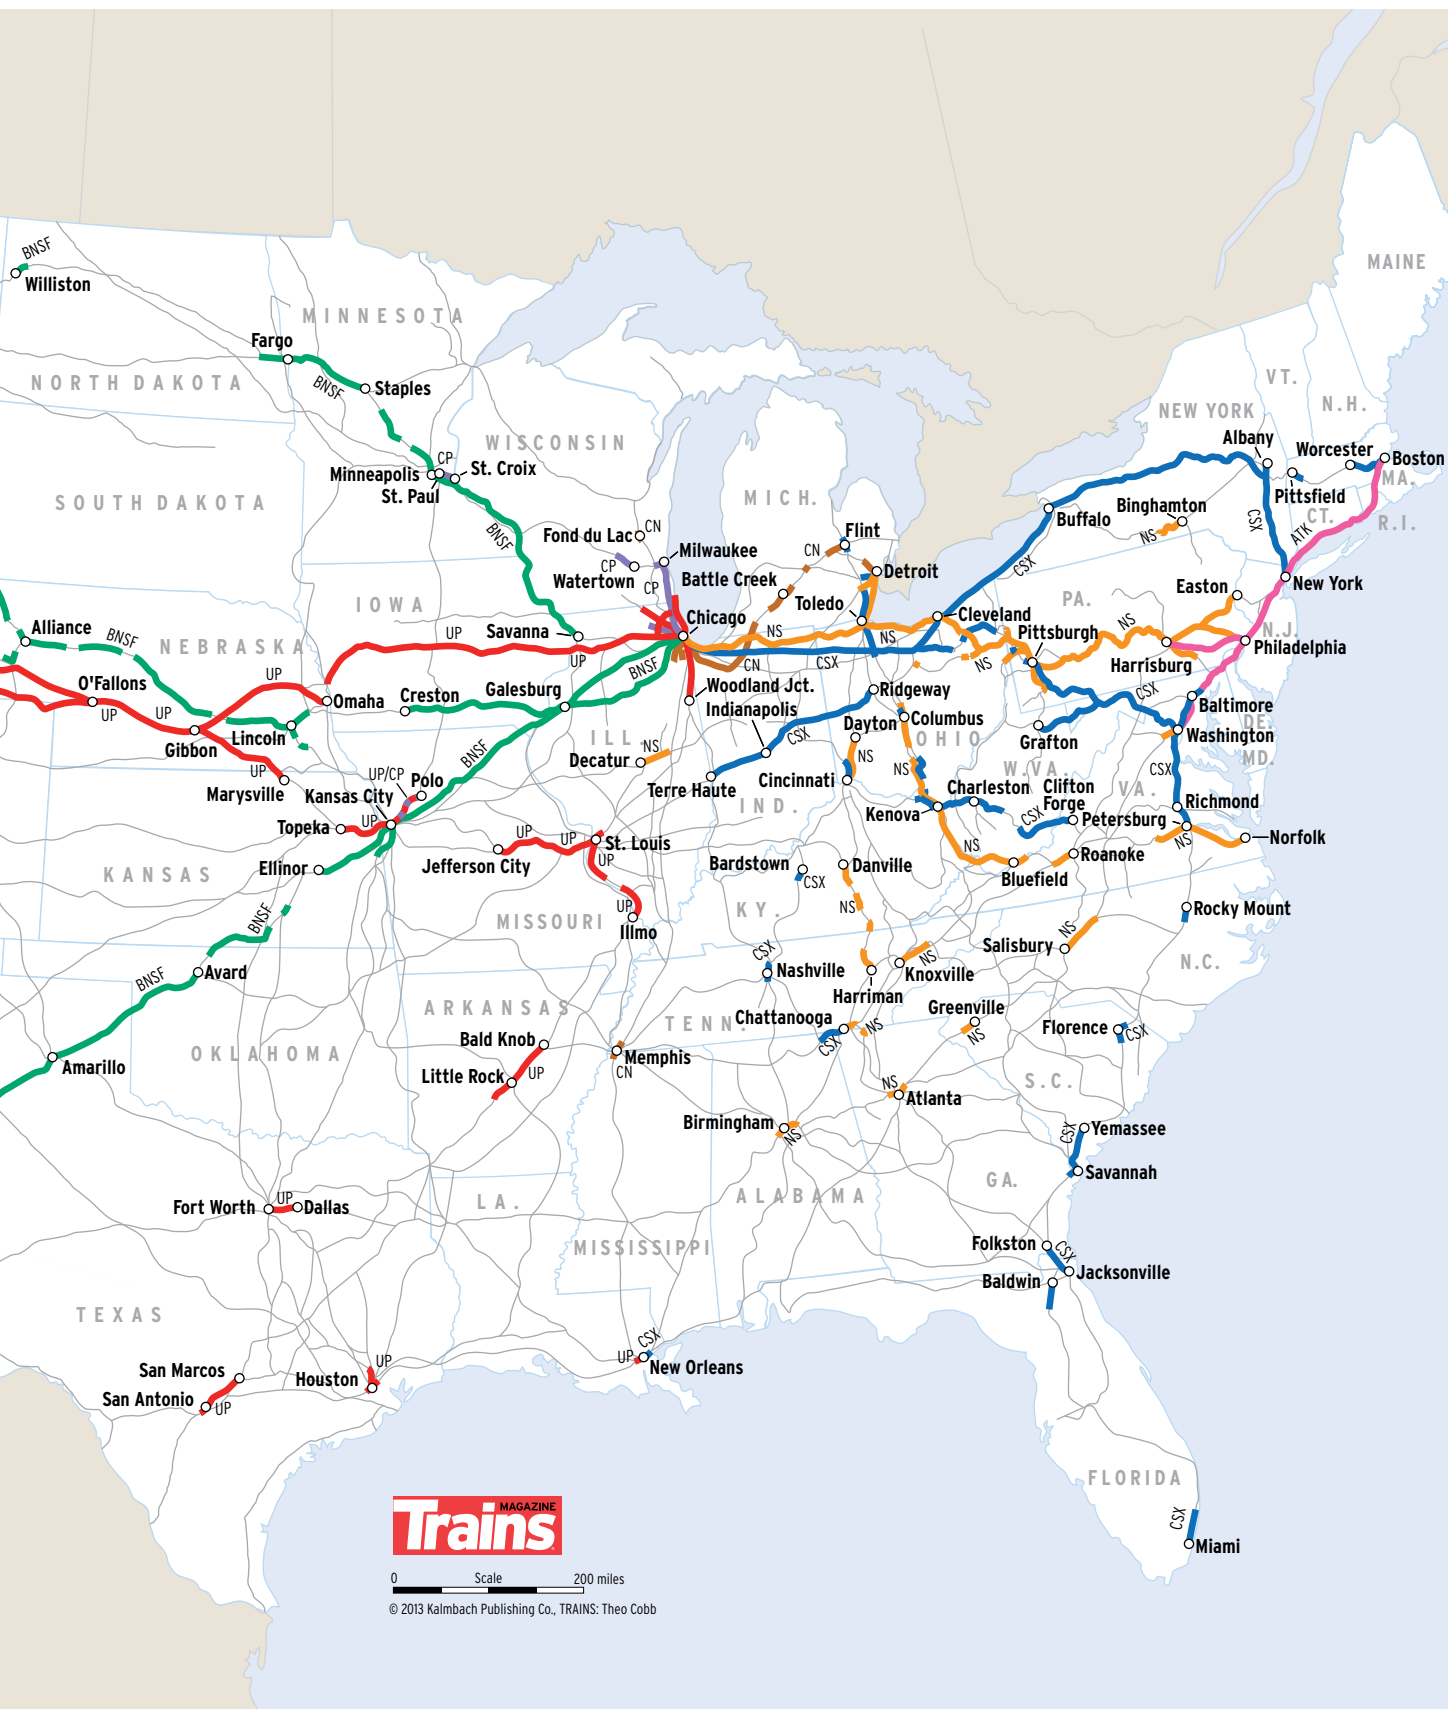 MAINE
BNSF
Williston
MINNESOTA
Fargo
BNSF
Staples
NORTH DAKOTA
VT.
N.H.
NEW YORK
WISCONSIN
Albany
Worcester
Boston
MA.
CP
St. Croix
Minneapolis
St. Paul
SOUTH DAKOTA
MICH.
Pittsfield
CT.
R.I.
ATK
CSX
Binghamton
NS
Buffalo
CSX
BNSF
Fond du Lac
CN
Flint
CN
Milwaukee
CP
Watertown
CP
Battle Creek
Detroit
New York
Easton
PA.
IOWA
Toledo
Cleveland
Chicago
Savanna
UP
UP
Alliance
BNSF
NEBRASKA
NS
NS
Pittsburgh
NS
NS
Harrisburg
N.J.
Philadelphia
CN
CSX
BNSF
UP
O'Fallons
UP
UP
Omaha
Creston
Galesburg
Woodland Jct.
Indianapolis
Ridgeway
CSX
Baltimore
DE.
Washington
MD.
Gibbon
Lincoln
ILL.
NS
Decatur
CSX
Dayton
NS
Columbus
OHIO
Grafton
W.VA.
BNSF
UP
Marysville
UP/CP
Polo
Kansas City
Terre Haute
Cincinnati
IND.
NS
Charleston
Clifton
Forge
VA.
CSX
Richmond
Kenova
CSX
Petersburg
NS
Norfolk
Topeka
UP
UP
UP
St. Louis
UP
Jefferson City
Ellinor
KANSAS
Bardstown
CSX
Danville
NS
NS
Bluefield
Roanoke
KY.
NS
MISSOURI
UP
Illmo
BNSF
Rocky Mount
Salisbury
NS
N.C.
BNSF
Avard
CSX
Nashville
NS
Knoxville
Harriman
ARKANSAS
TENN.
Chattanooga
NS
CSX
Greenville
NS
Florence
CSX
Bald Knob
OKLAHOMA
Amarillo
Memphis
CN
Little Rock
UP
S.C.
NS
Atlanta
Birmingham
NS
Yemassee
CSX
Savannah
GA.
ALABAMA
Fort Worth
UP
Dallas
LA.
MISSISSIPPI
Folkston
CSX
Jacksonville
Baldwin
TEXAS
CSX
UP
New Orleans
San Marcos
San Antonio
UP
Houston
UP
FLORIDA
CSX
Miami
MAGAZINE
Trains
0
Scale
200 miles
© 2013 Kalmbach Publishing Co., TRAINS: Theo Cobb